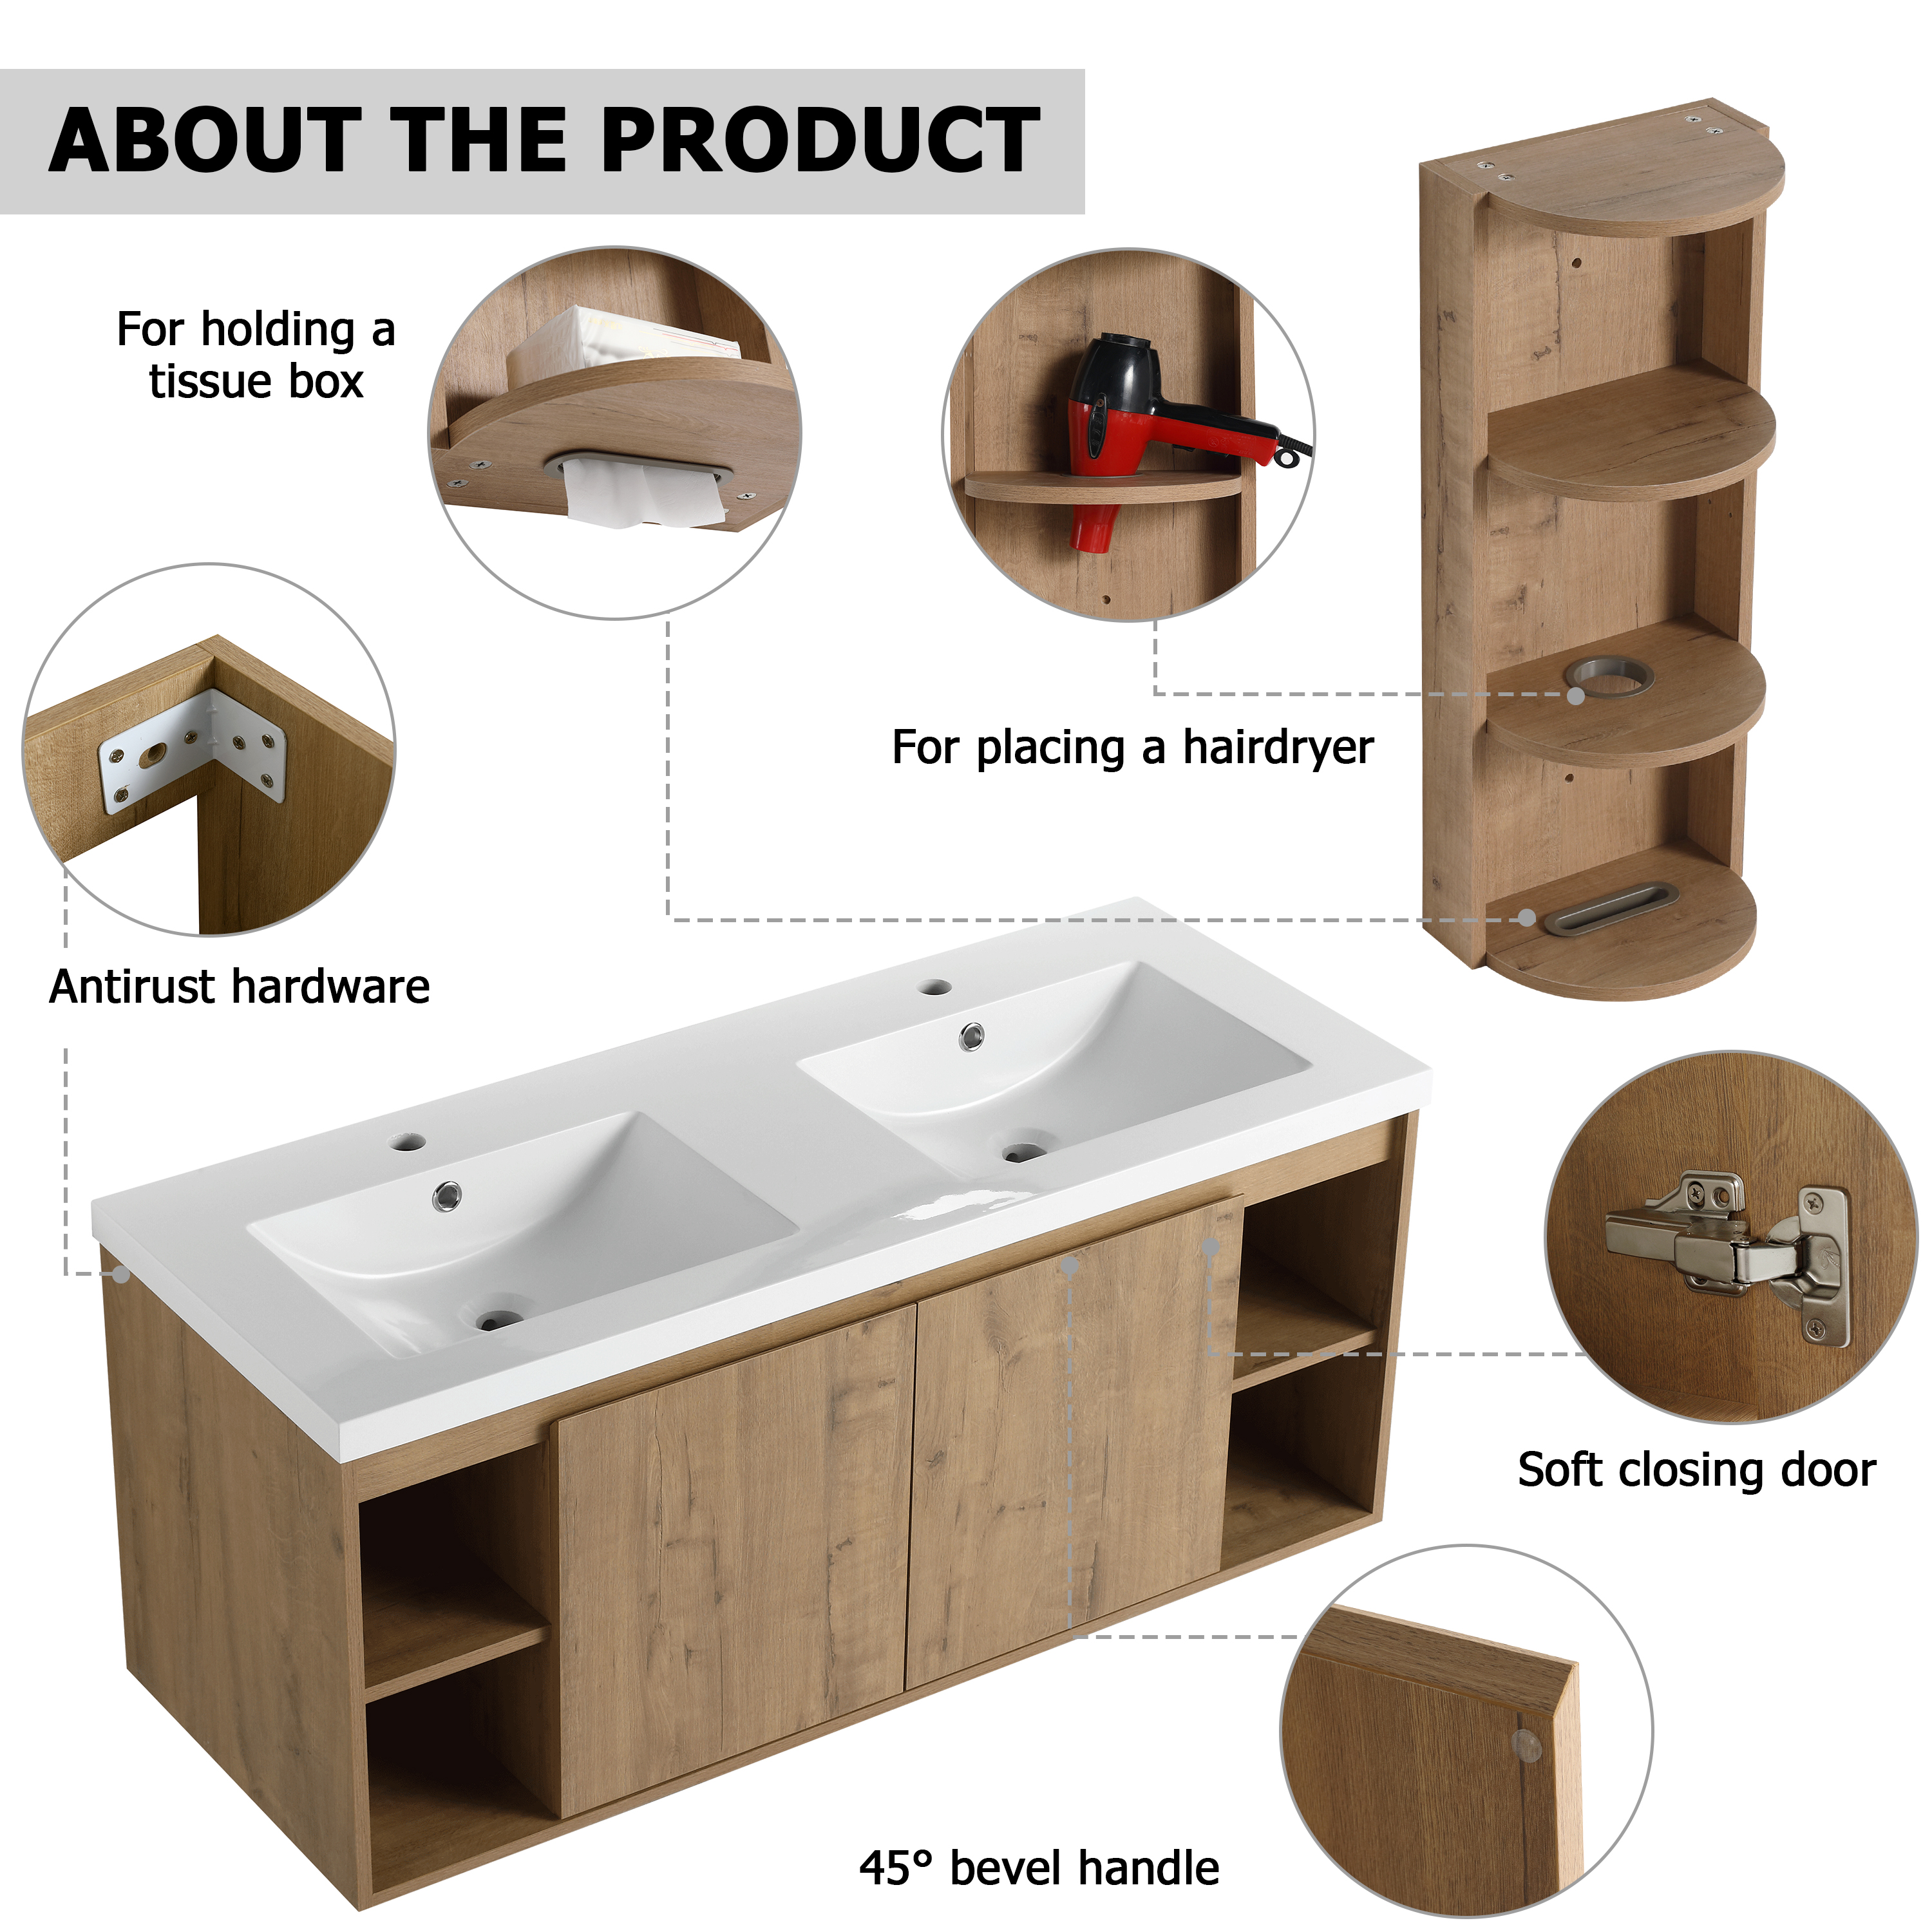 ABOUT THE PRODUCT
For holding a
tissue box
For placing a hairdryer
Antirust hardware
Soft closing door
45° bevel handle